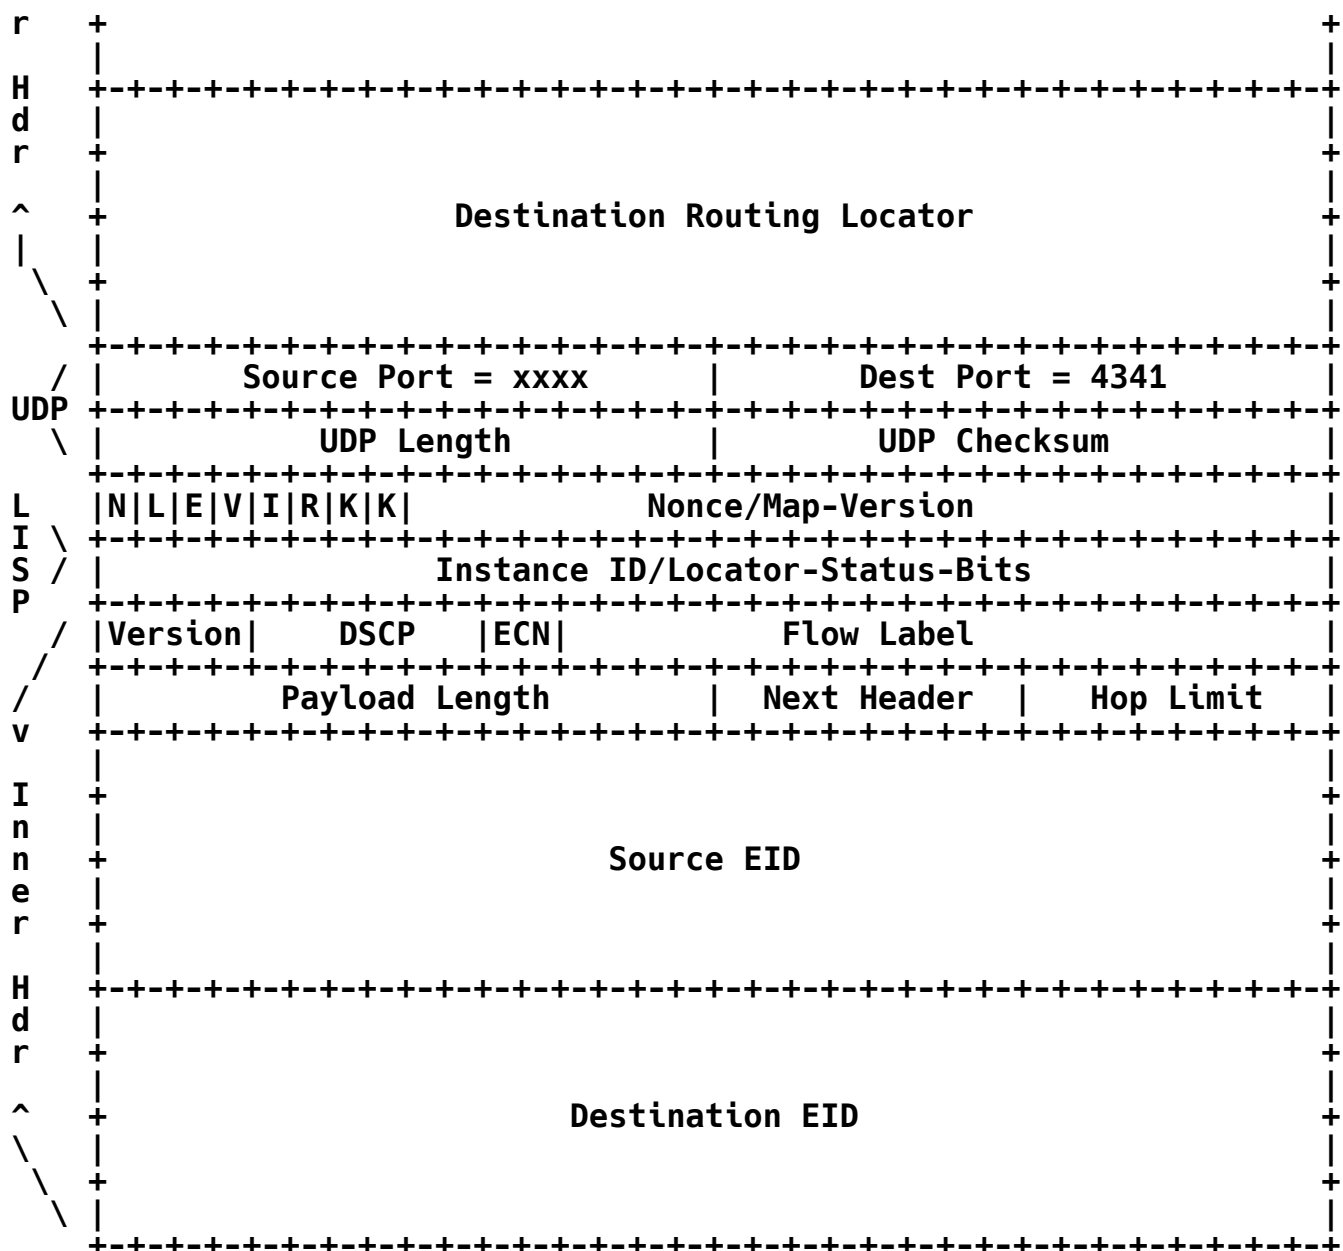 r   +                                                               +
    |                                                               |
H   +-+-+-+-+-+-+-+-+-+-+-+-+-+-+-+-+-+-+-+-+-+-+-+-+-+-+-+-+-+-+-+-+
d   |                                                               |
r   +                                                               +
    |                                                               |
^   +                  Destination Routing Locator                  +
|   |                                                               |
 \  +                                                               +
  \ |                                                               |
    +-+-+-+-+-+-+-+-+-+-+-+-+-+-+-+-+-+-+-+-+-+-+-+-+-+-+-+-+-+-+-+-+
  / |       Source Port = xxxx      |       Dest Port = 4341        |
UDP +-+-+-+-+-+-+-+-+-+-+-+-+-+-+-+-+-+-+-+-+-+-+-+-+-+-+-+-+-+-+-+-+
  \ |           UDP Length          |        UDP Checksum           |
    +-+-+-+-+-+-+-+-+-+-+-+-+-+-+-+-+-+-+-+-+-+-+-+-+-+-+-+-+-+-+-+-+
L   |N|L|E|V|I|R|K|K|            Nonce/Map-Version                  |
I \ +-+-+-+-+-+-+-+-+-+-+-+-+-+-+-+-+-+-+-+-+-+-+-+-+-+-+-+-+-+-+-+-+
S / |                 Instance ID/Locator-Status-Bits               |
P   +-+-+-+-+-+-+-+-+-+-+-+-+-+-+-+-+-+-+-+-+-+-+-+-+-+-+-+-+-+-+-+-+
  / |Version|    DSCP   |ECN|           Flow Label                  |
 /  +-+-+-+-+-+-+-+-+-+-+-+-+-+-+-+-+-+-+-+-+-+-+-+-+-+-+-+-+-+-+-+-+
/   |         Payload Length        |  Next Header  |   Hop Limit   |
v   +-+-+-+-+-+-+-+-+-+-+-+-+-+-+-+-+-+-+-+-+-+-+-+-+-+-+-+-+-+-+-+-+
    |                                                               |
I   +                                                               +
n   |                                                               |
n   +                          Source EID                           +
e   |                                                               |
r   +                                                               +
    |                                                               |
H   +-+-+-+-+-+-+-+-+-+-+-+-+-+-+-+-+-+-+-+-+-+-+-+-+-+-+-+-+-+-+-+-+
d   |                                                               |
r   +                                                               +
    |                                                               |
^   +                        Destination EID                        +
\   |                                                               |
 \  +                                                               +
  \ |                                                               |
    +-+-+-+-+-+-+-+-+-+-+-+-+-+-+-+-+-+-+-+-+-+-+-+-+-+-+-+-+-+-+-+-+